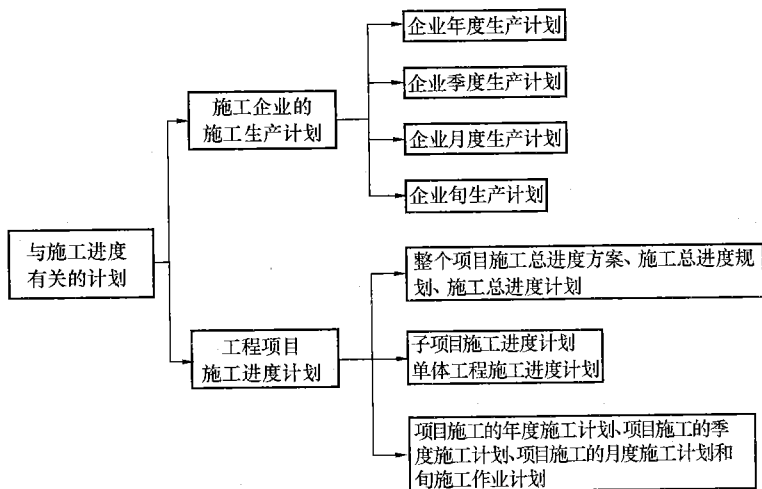 与施工进度
有关的计划
施工企业的
施工生产计划
企业年度生产计划
企业季度生产计划
企业月度生产计划
企业旬生产计划
工程项目
施工进度计划
整个项目施工总进度方案、施工总进度规
划、施工总进度计划
子项目施工进度计划
单体工程施工进度计划
项目施工的年度施工计划、项目施工的季
度施工计划、项目施工的月度施工计划和
旬施工作业计划